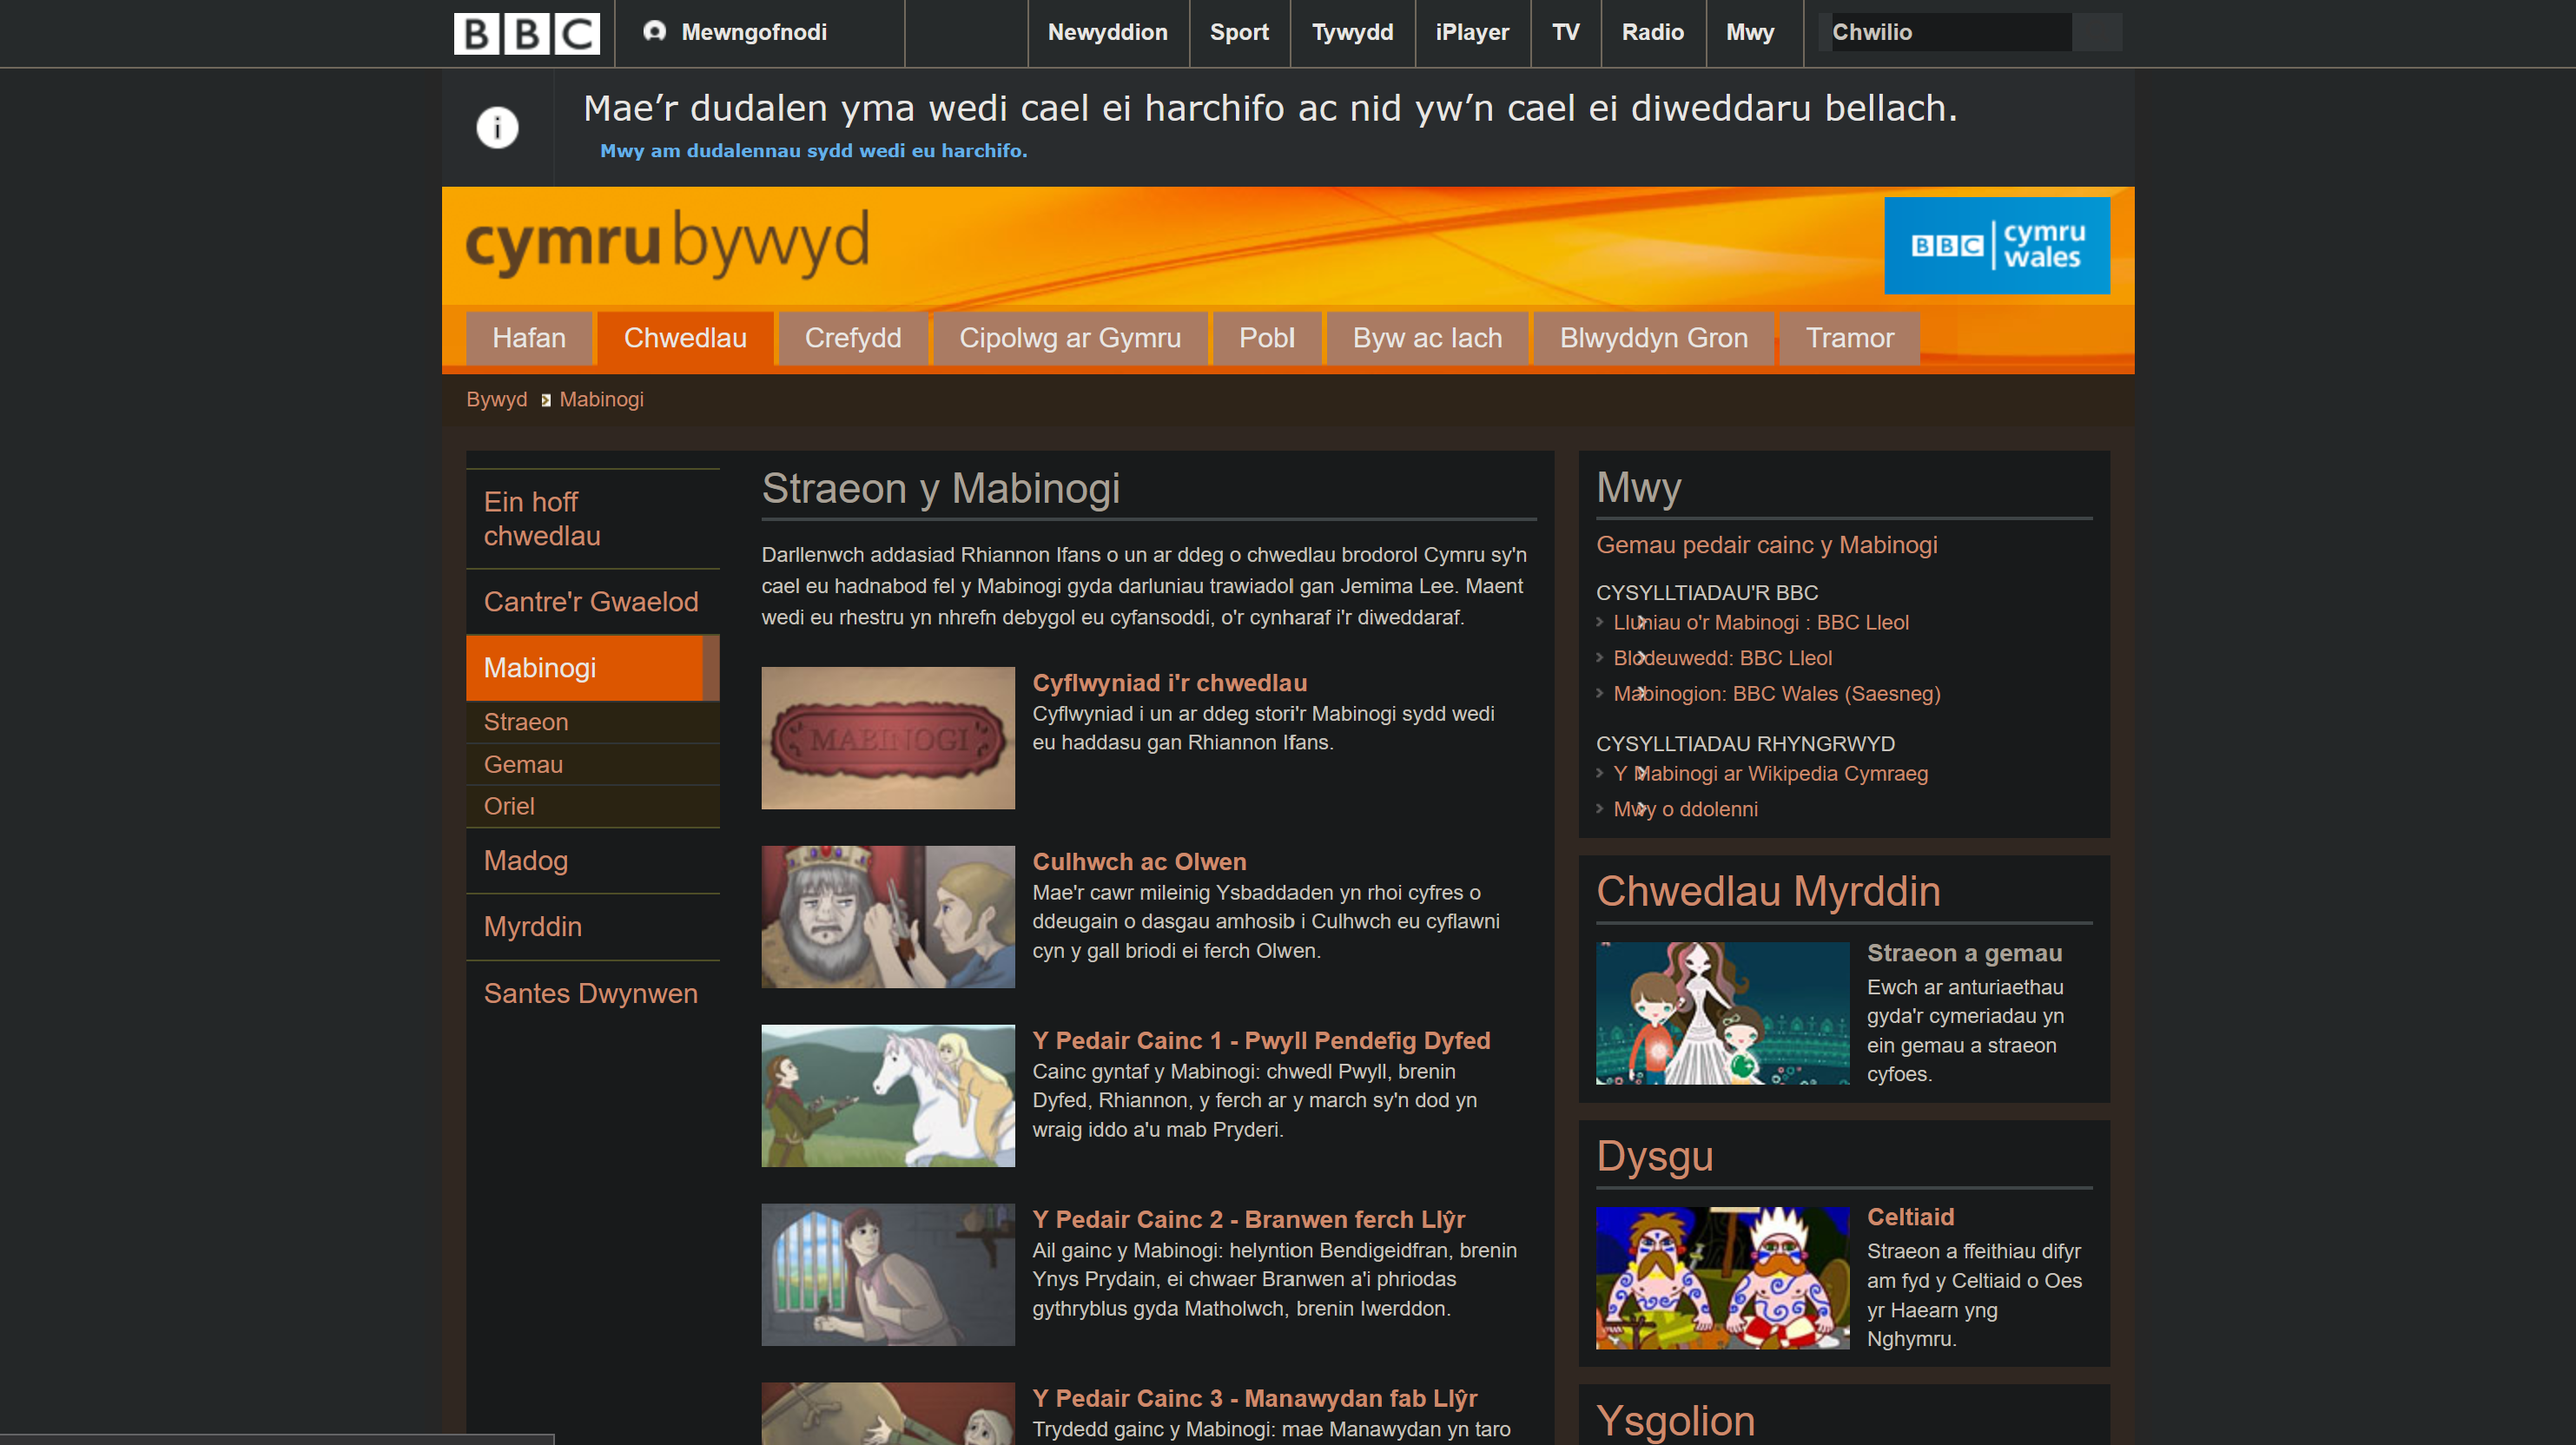 BBC
Mewngofnodi
Newyddion
Sport
Tywydd
iPlayer
TV
Radio
Mwy
Chwilio
Mae’r dudalen yma wedi cael ei harchifo ac nid yw’n cael ei diweddaru bellach.
Mwy am dudalennau sydd wedi eu harchifo.
cymrubywyd
BBC cymru
wales
Hafan
Chwedlau
Crefydd
Cipolwg ar Gymru
Pobl
Byw ac Iach
Blwyddyn Gron
Tramor
Bywyd
Mabinogi
Ein hoff
chwedlau
Cantre'r Gwaelod
Mabinogi
Straeon
Gemau
Oriel
Madog
Myrddin
Santes Dwynwen
Straeon y Mabinogi
Darllenwch addasiad Rhiannon Ifans o un ar ddeg o chwedlau brodorol Cymru sy'n
cael eu hadnabod fel y Mabinogi gyda darluniau trawiadol gan Jemima Lee. Maent
wedi eu rhestru yn nhrefn debygol eu cyfansoddi, o'r cynharaf i'r diweddaraf.
MABINOGI
Cyflwyniad i'r chwedlau
Cyflwyniad i un ar ddeg stori'r Mabinogi sydd wedi
eu haddasu gan Rhiannon Ifans.
Culhwch ac Olwen
Mae'r cawr mileinig Ysbaddaden yn rhoi cyfres o
ddeugain o dasgau amhosib i Culhwch eu cyflawni
cyn y gall briodi ei ferch Olwen.
Y Pedair Cainc 1 - Pwyll Pendefig Dyfed
Cainc gyntaf y Mabinogi: chwedl Pwyll, brenin
Dyfed, Rhiannon, y ferch ar y march sy'n dod yn
wraig iddo a'u mab Pryderi.
Y Pedair Cainc 2 - Branwen ferch Llŷr
Ail gainc y Mabinogi: helyntion Bendigeidfran, brenin
Ynys Prydain, ei chwaer Branwen a'i phriodas
gythryblus gyda Matholwch, brenin Iwerddon.
Y Pedair Cainc 3 - Manawydan fab Llŷr
Trydedd gainc y Mabinogi: mae Manawydan yn taro
Mwy
Gemau pedair cainc y Mabinogi
CYSYLLTIADAU'R BBC
Lluniau o'r Mabinogi : BBC Lleol
Blodeuwedd: BBC Lleol
Mabinogion: BBC Wales (Saesneg)
CYSYLLTIADAU RHYNGRWYD
Y Mabinogi ar Wikipedia Cymraeg
Mwy o ddolenni
Chwedlau Myrddin
Straeon a gemau
Ewch ar anturiaethau
gyda'r cymeriadau yn
ein gemau a straeon
cyfoes.
Dysgu
Celtiaid
Straeon a ffeithiau difyr
am fyd y Celtiaid o Oes
yr Haearn yng
Nghymru.
Ysgolion